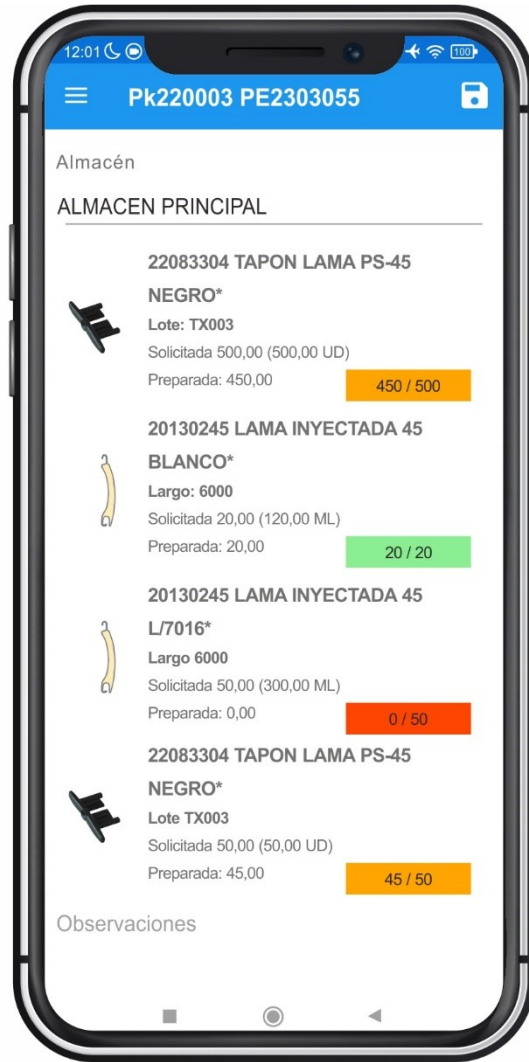 12:01
100
Pk220003 PE2303055
Almacén
ALMACEN PRINCIPAL
22083304 TAPON LAMA PS-45
NEGRO*
Lote: TX003
Solicitada 500,00 (500,00 UD)
Preparada: 450,00
450 / 500
20130245 LAMA INYECTADA 45
BLANCO*
Largo: 6000
Solicitada 20,00 (120,00 ML)
Preparada: 20,00
20 / 20
20130245 LAMA INYECTADA 45
L/7016*
Largo 6000
Solicitada 50,00 (300,00 ML)
Preparada: 0,00
0 / 50
22083304 TAPON LAMA PS-45
NEGRO*
Lote TX003
Solicitada 50,00 (50,00 UD)
Preparada: 45,00
45 / 50
Observaciones